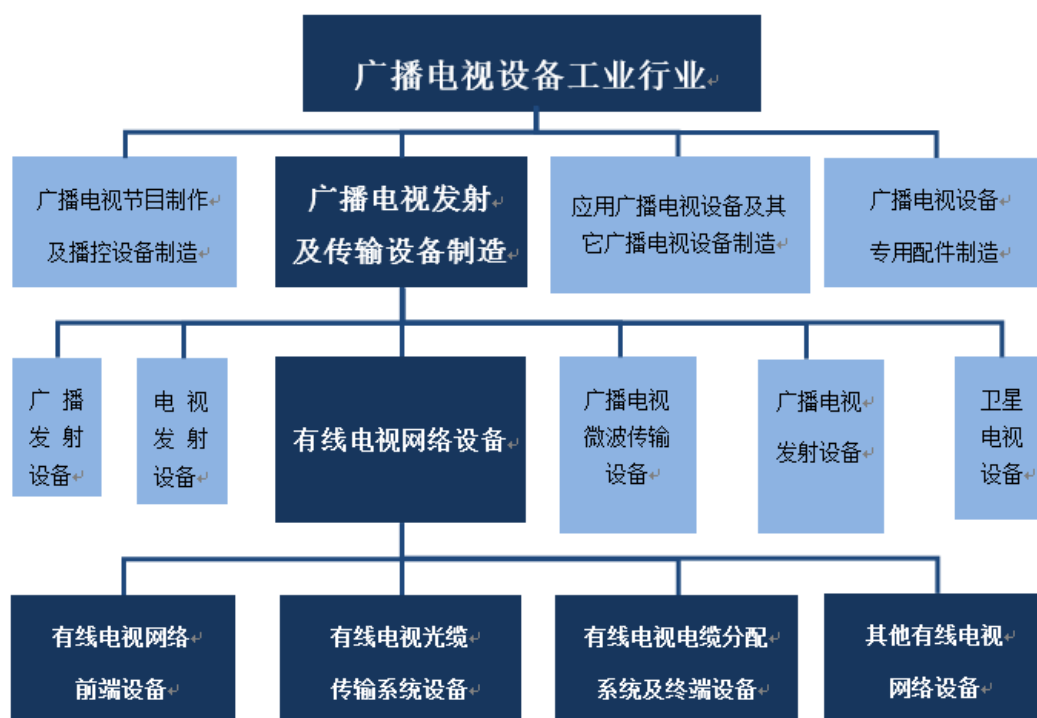 广播电视设备工业行业
广播电视节目制作
及播控设备制造
广播电视发射
及传输设备制造
应用广播电视设备及其
它广播电视设备制造
广播电视设备
专用配件制造
广播
发射
设备
电视
发射
设备
有线电视网络设备
广播电视
微波传输
设备
广播电视
发射设备
卫星
电视
设备
有线电视网络
前端设备
有线电视光缆
传输系统设备
有线电视电缆分配
系统及终端设备
其他有线电视
网络设备